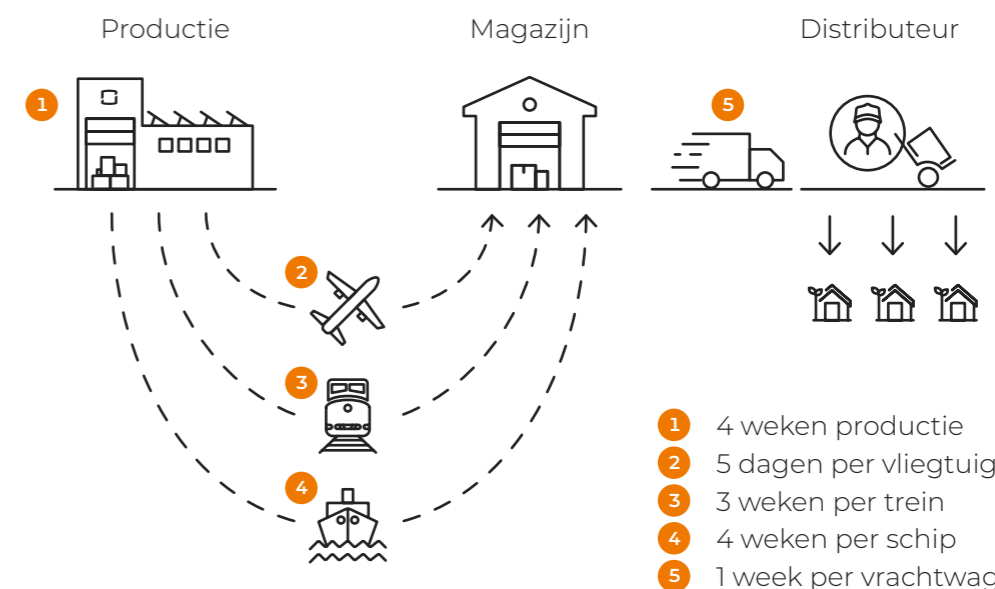 Productie
Magazijn
Distributeur
1
5
2
3
4
1 4 weken productie
2 5 dagen per vliegtuig
3 3 weken per trein
4 4 weken per schip
5 1 week per vrachtwag